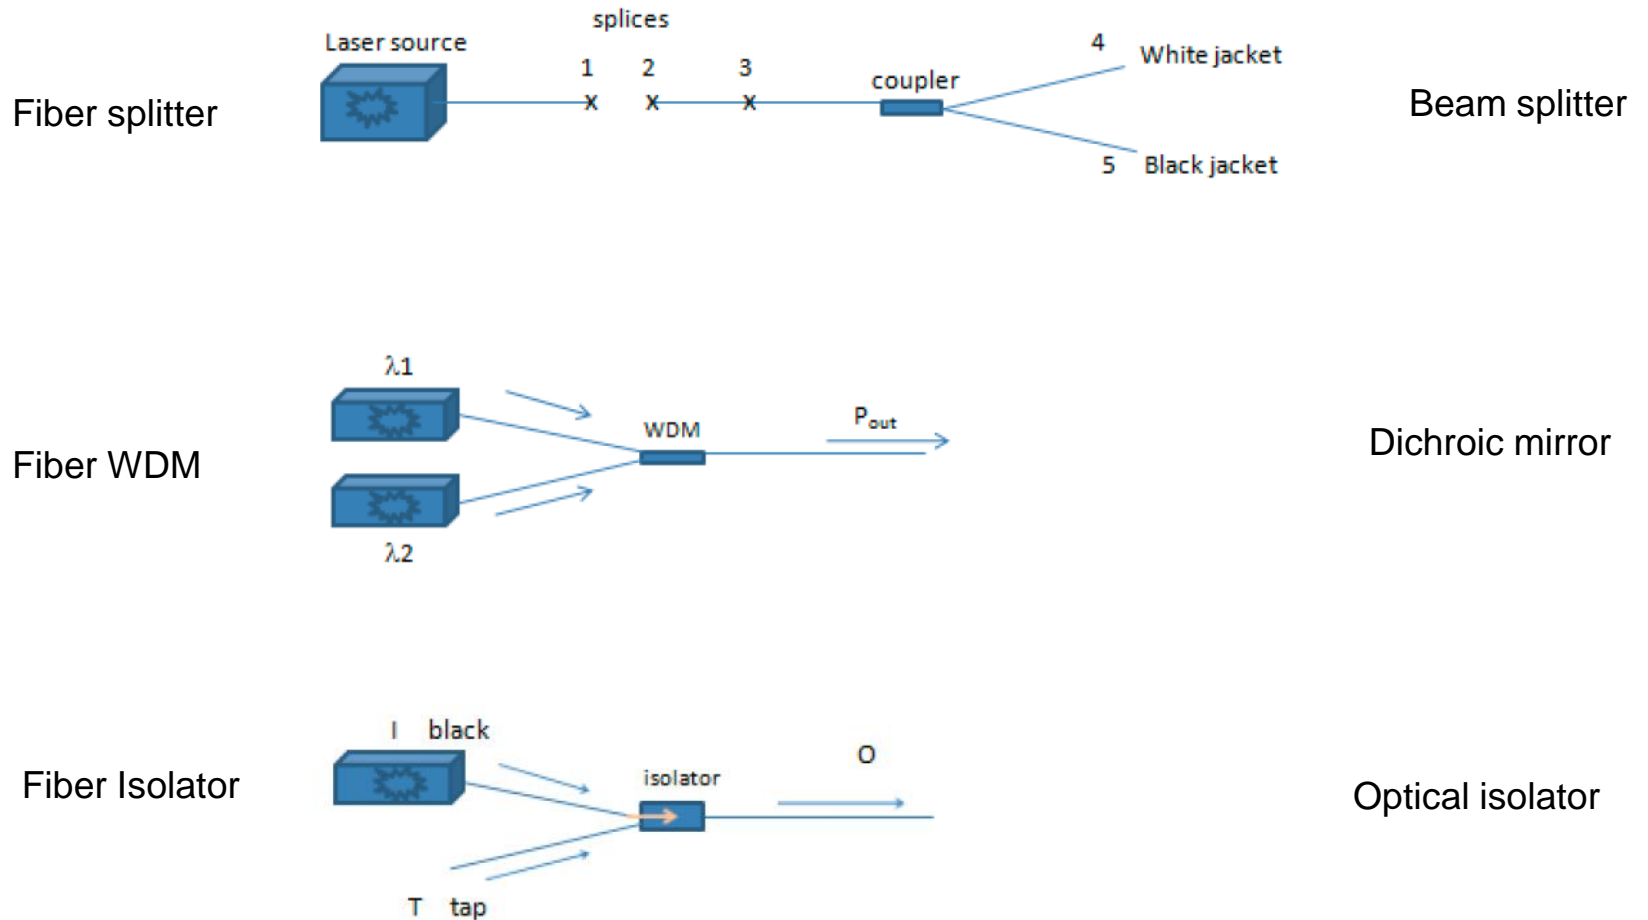 splices
Laser source
1 2 3
4
White jacket
coupler
Fiber splitter
x x x
Beam splitter
5 Black jacket
λ1
Pout
WDM
Fiber WDM
Dichroic mirror
λ2
I black
O
isolator
Fiber Isolator
Optical isolator
T tap